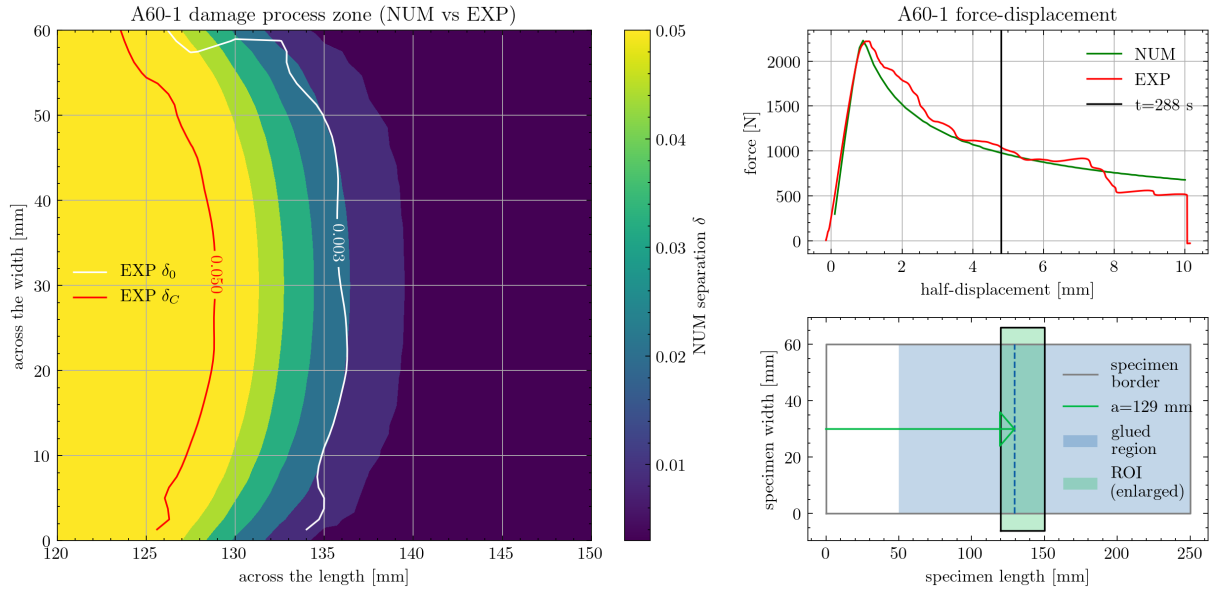 A60-1 damage process zone (NUM vs EXP)
60
50
40
30
20
10
0
across the width [mm]
EXP δ₀
EXP δ_C
0.050
0.003
120
125
130
135
140
145
150
across the length [mm]
0.05
0.04
0.03
0.02
0.01
NUM separation δ
A60-1 force-displacement
2000
1500
1000
500
0
force [N]
NUM
EXP
t=288 s
0
2
4
6
8
10
half-displacement [mm]
60
40
20
0
specimen width [mm]
specimen
border
a=129 mm
glued
region
ROI
(enlarged)
0
50
100
150
200
250
specimen length [mm]